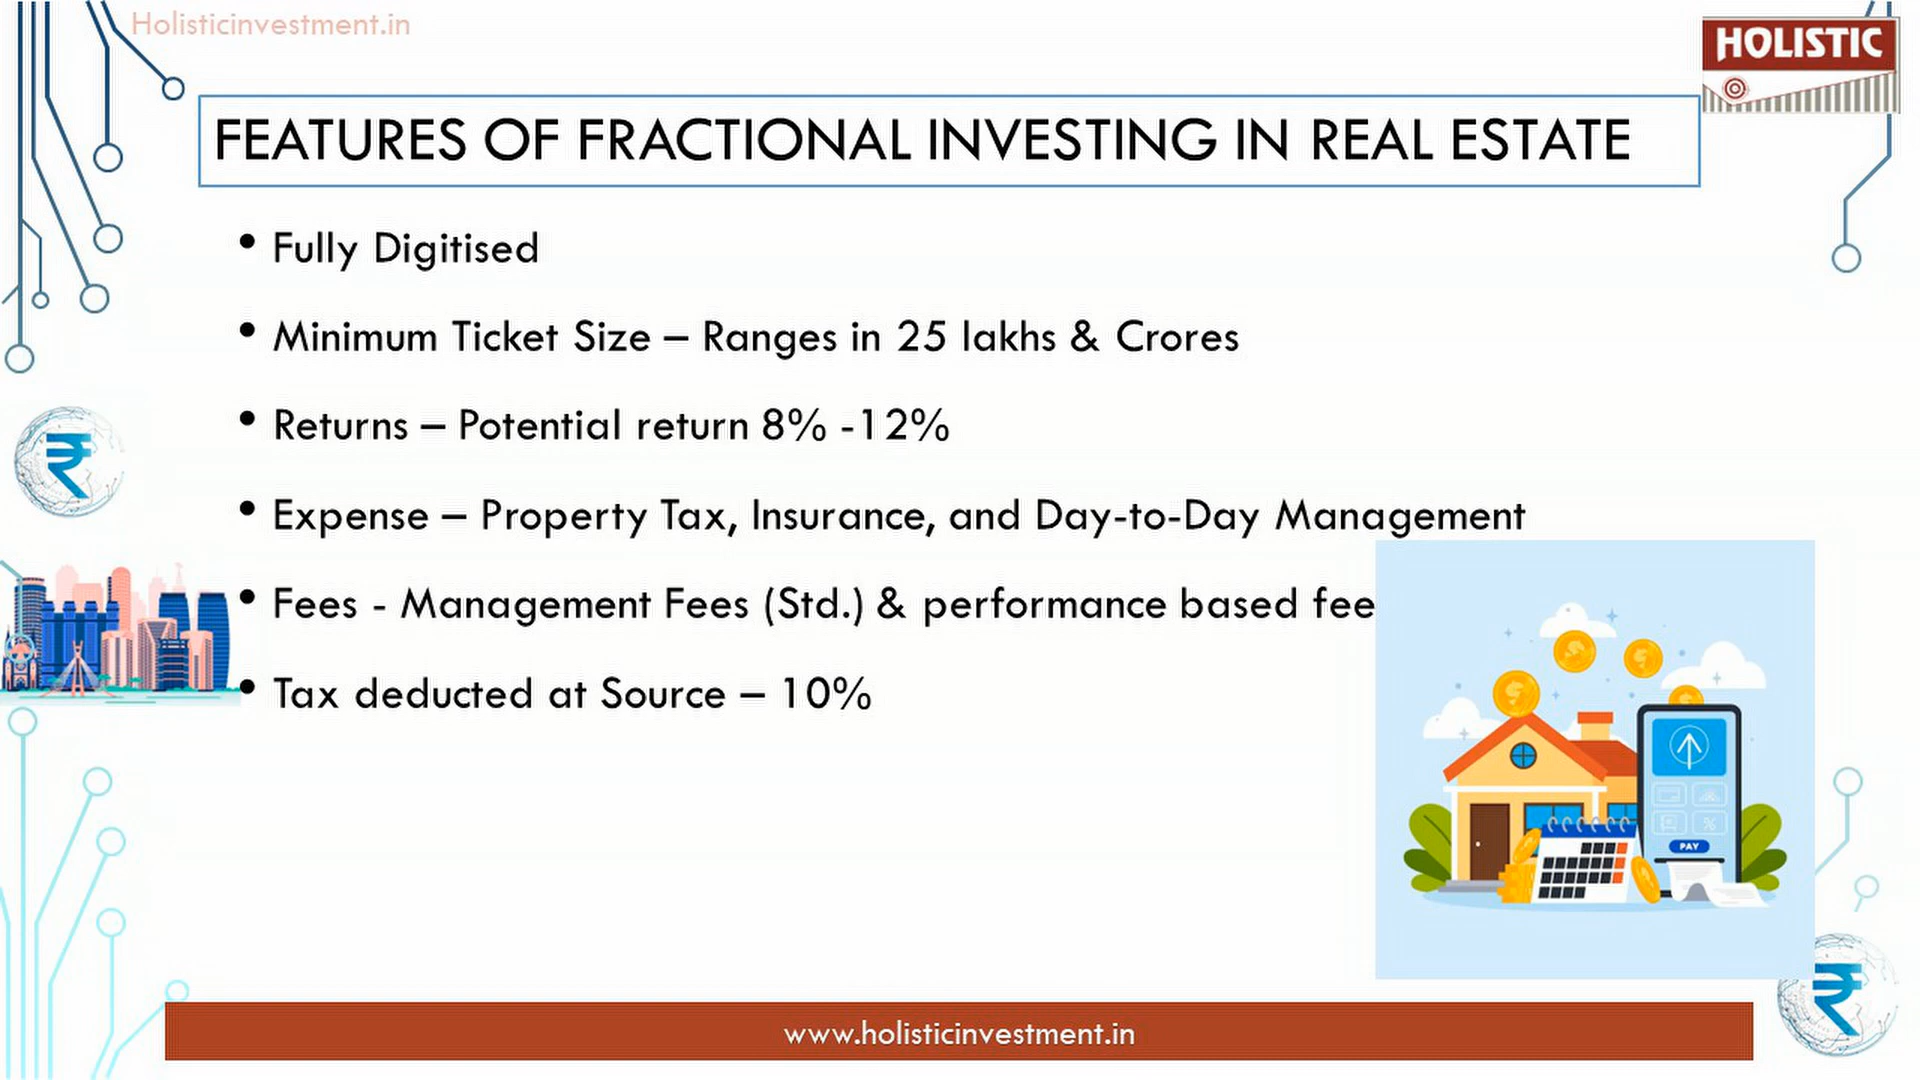 Holisticinvestment.in
HOLISTIC
FEATURES OF FRACTIONAL INVESTING IN REAL ESTATE
• Fully Digitised
• Minimum Ticket Size – Ranges in 25 lakhs & Crores
• Returns – Potential return 8% -12%
• Expense – Property Tax, Insurance, and Day-to-Day Management
• Fees - Management Fees (Std.) & performance based fee
• Tax deducted at Source – 10%
PAY
www.holisticinvestment.in